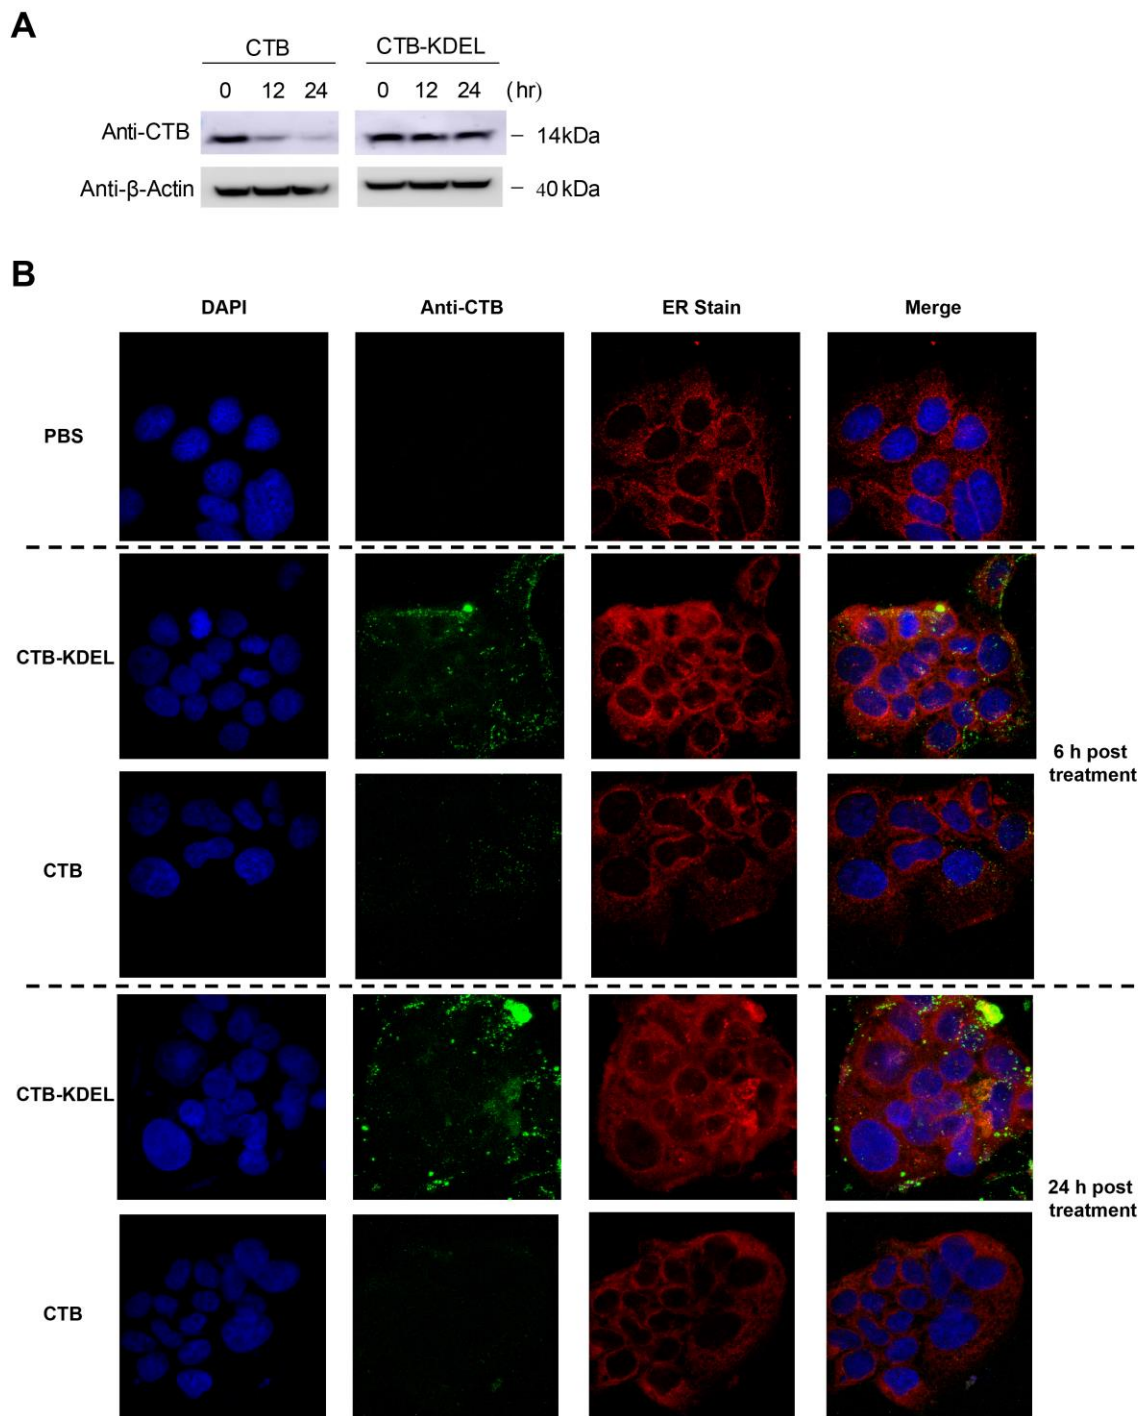 A
CTB CTB-KDEL
0 12 24 0 12 24 (hr)
Anti-CTB – 14kDa
Anti-β-Actin – 40kDa
B
DAPI Anti-CTB ER Stain Merge
PBS
CTB-KDEL
6 h post
treatment
CTB
CTB-KDEL
24 h post
treatment
CTB